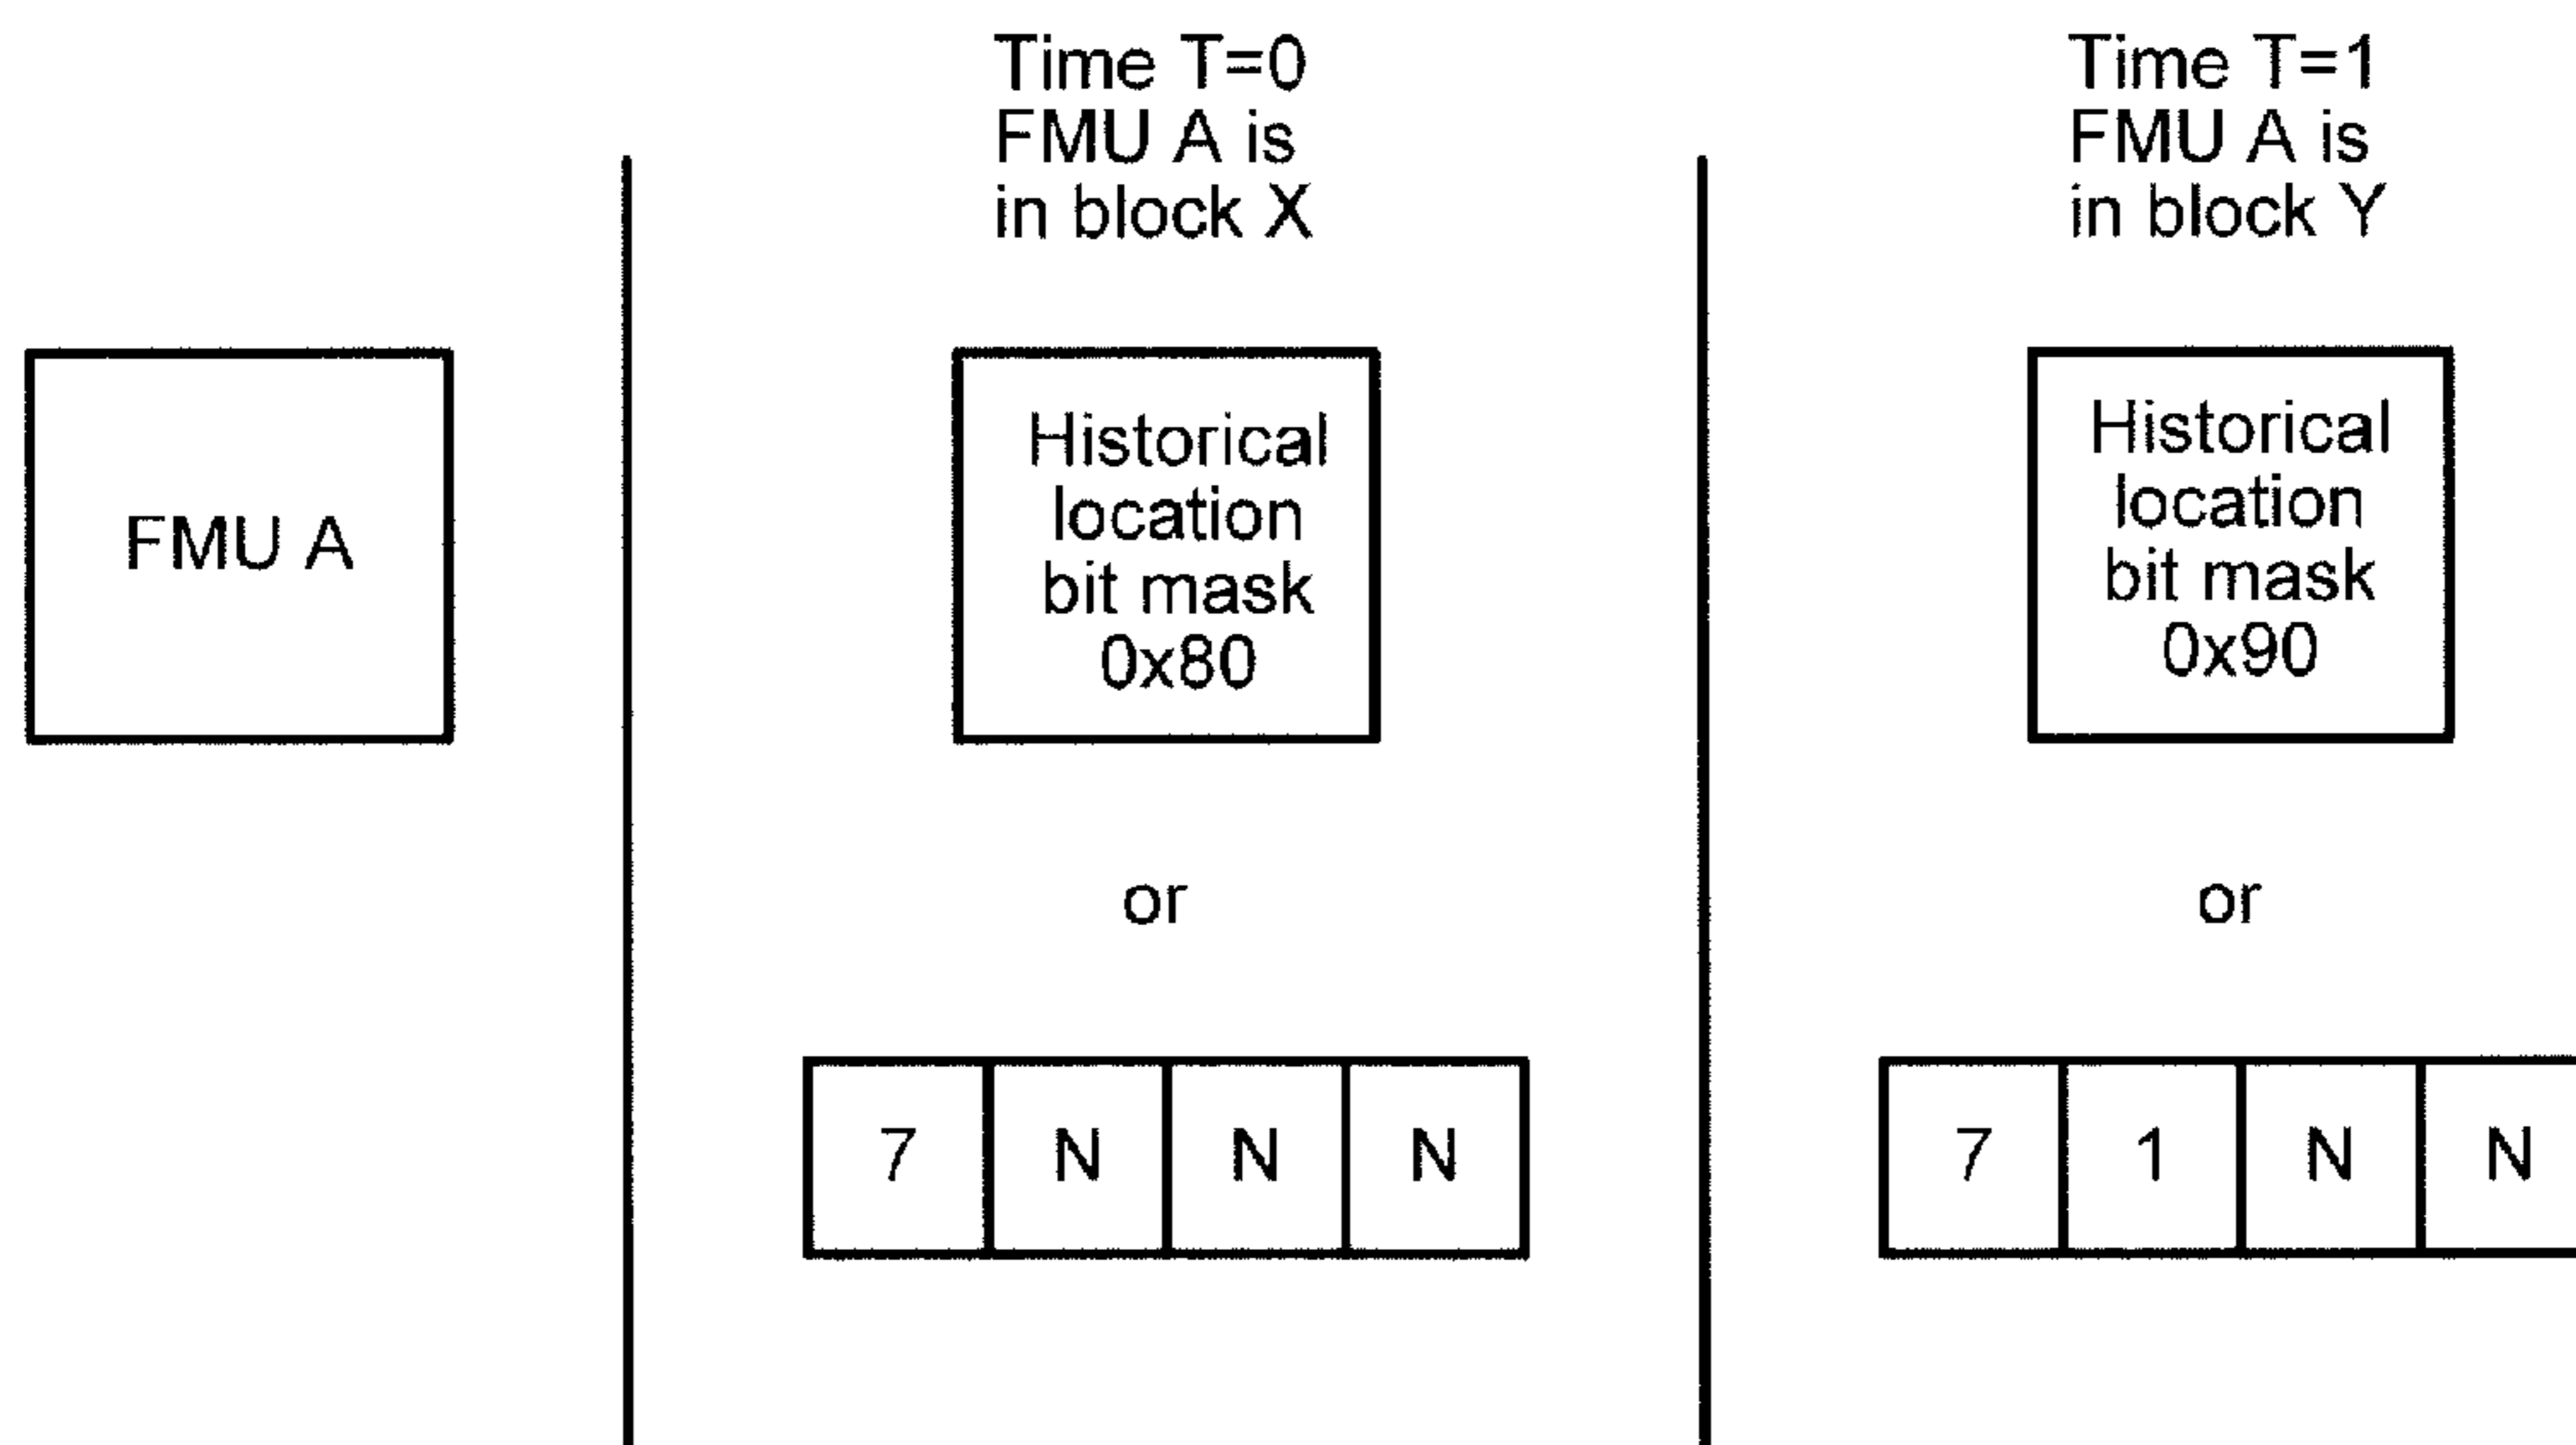 FMU A
Time T=0
FMU A is
in block X
Historical
location
bit mask
0x80
or
7 N N N
Time T=1
FMU A is
in block Y
Historical
location
bit mask
0x90
or
7 1 N N